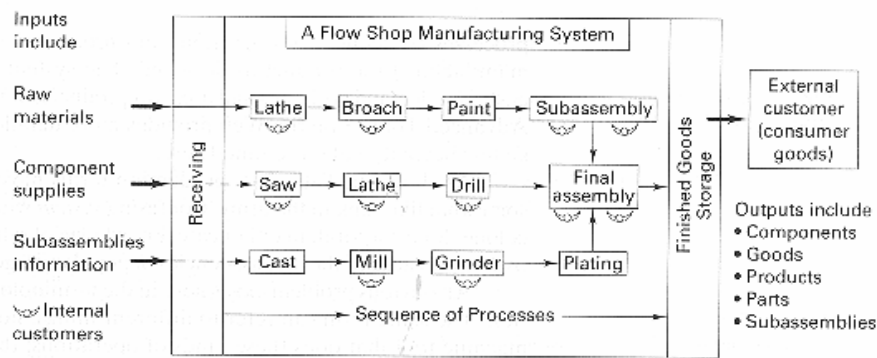 Inputs
include
A Flow Shop Manufacturing System
Raw
materials
Lathe
Broach
Paint
Subassembly
External
customer
(consumer
goods)
Component
supplies
Receiving
Saw
Lathe
Drill
Final
assembly
Finished Goods
Storage
Subassemblies
information
Cast
Mill
Grinder
Plating
Outputs include
• Components
• Goods
• Products
• Parts
• Subassemblies
Internal
customers
Sequence of Processes